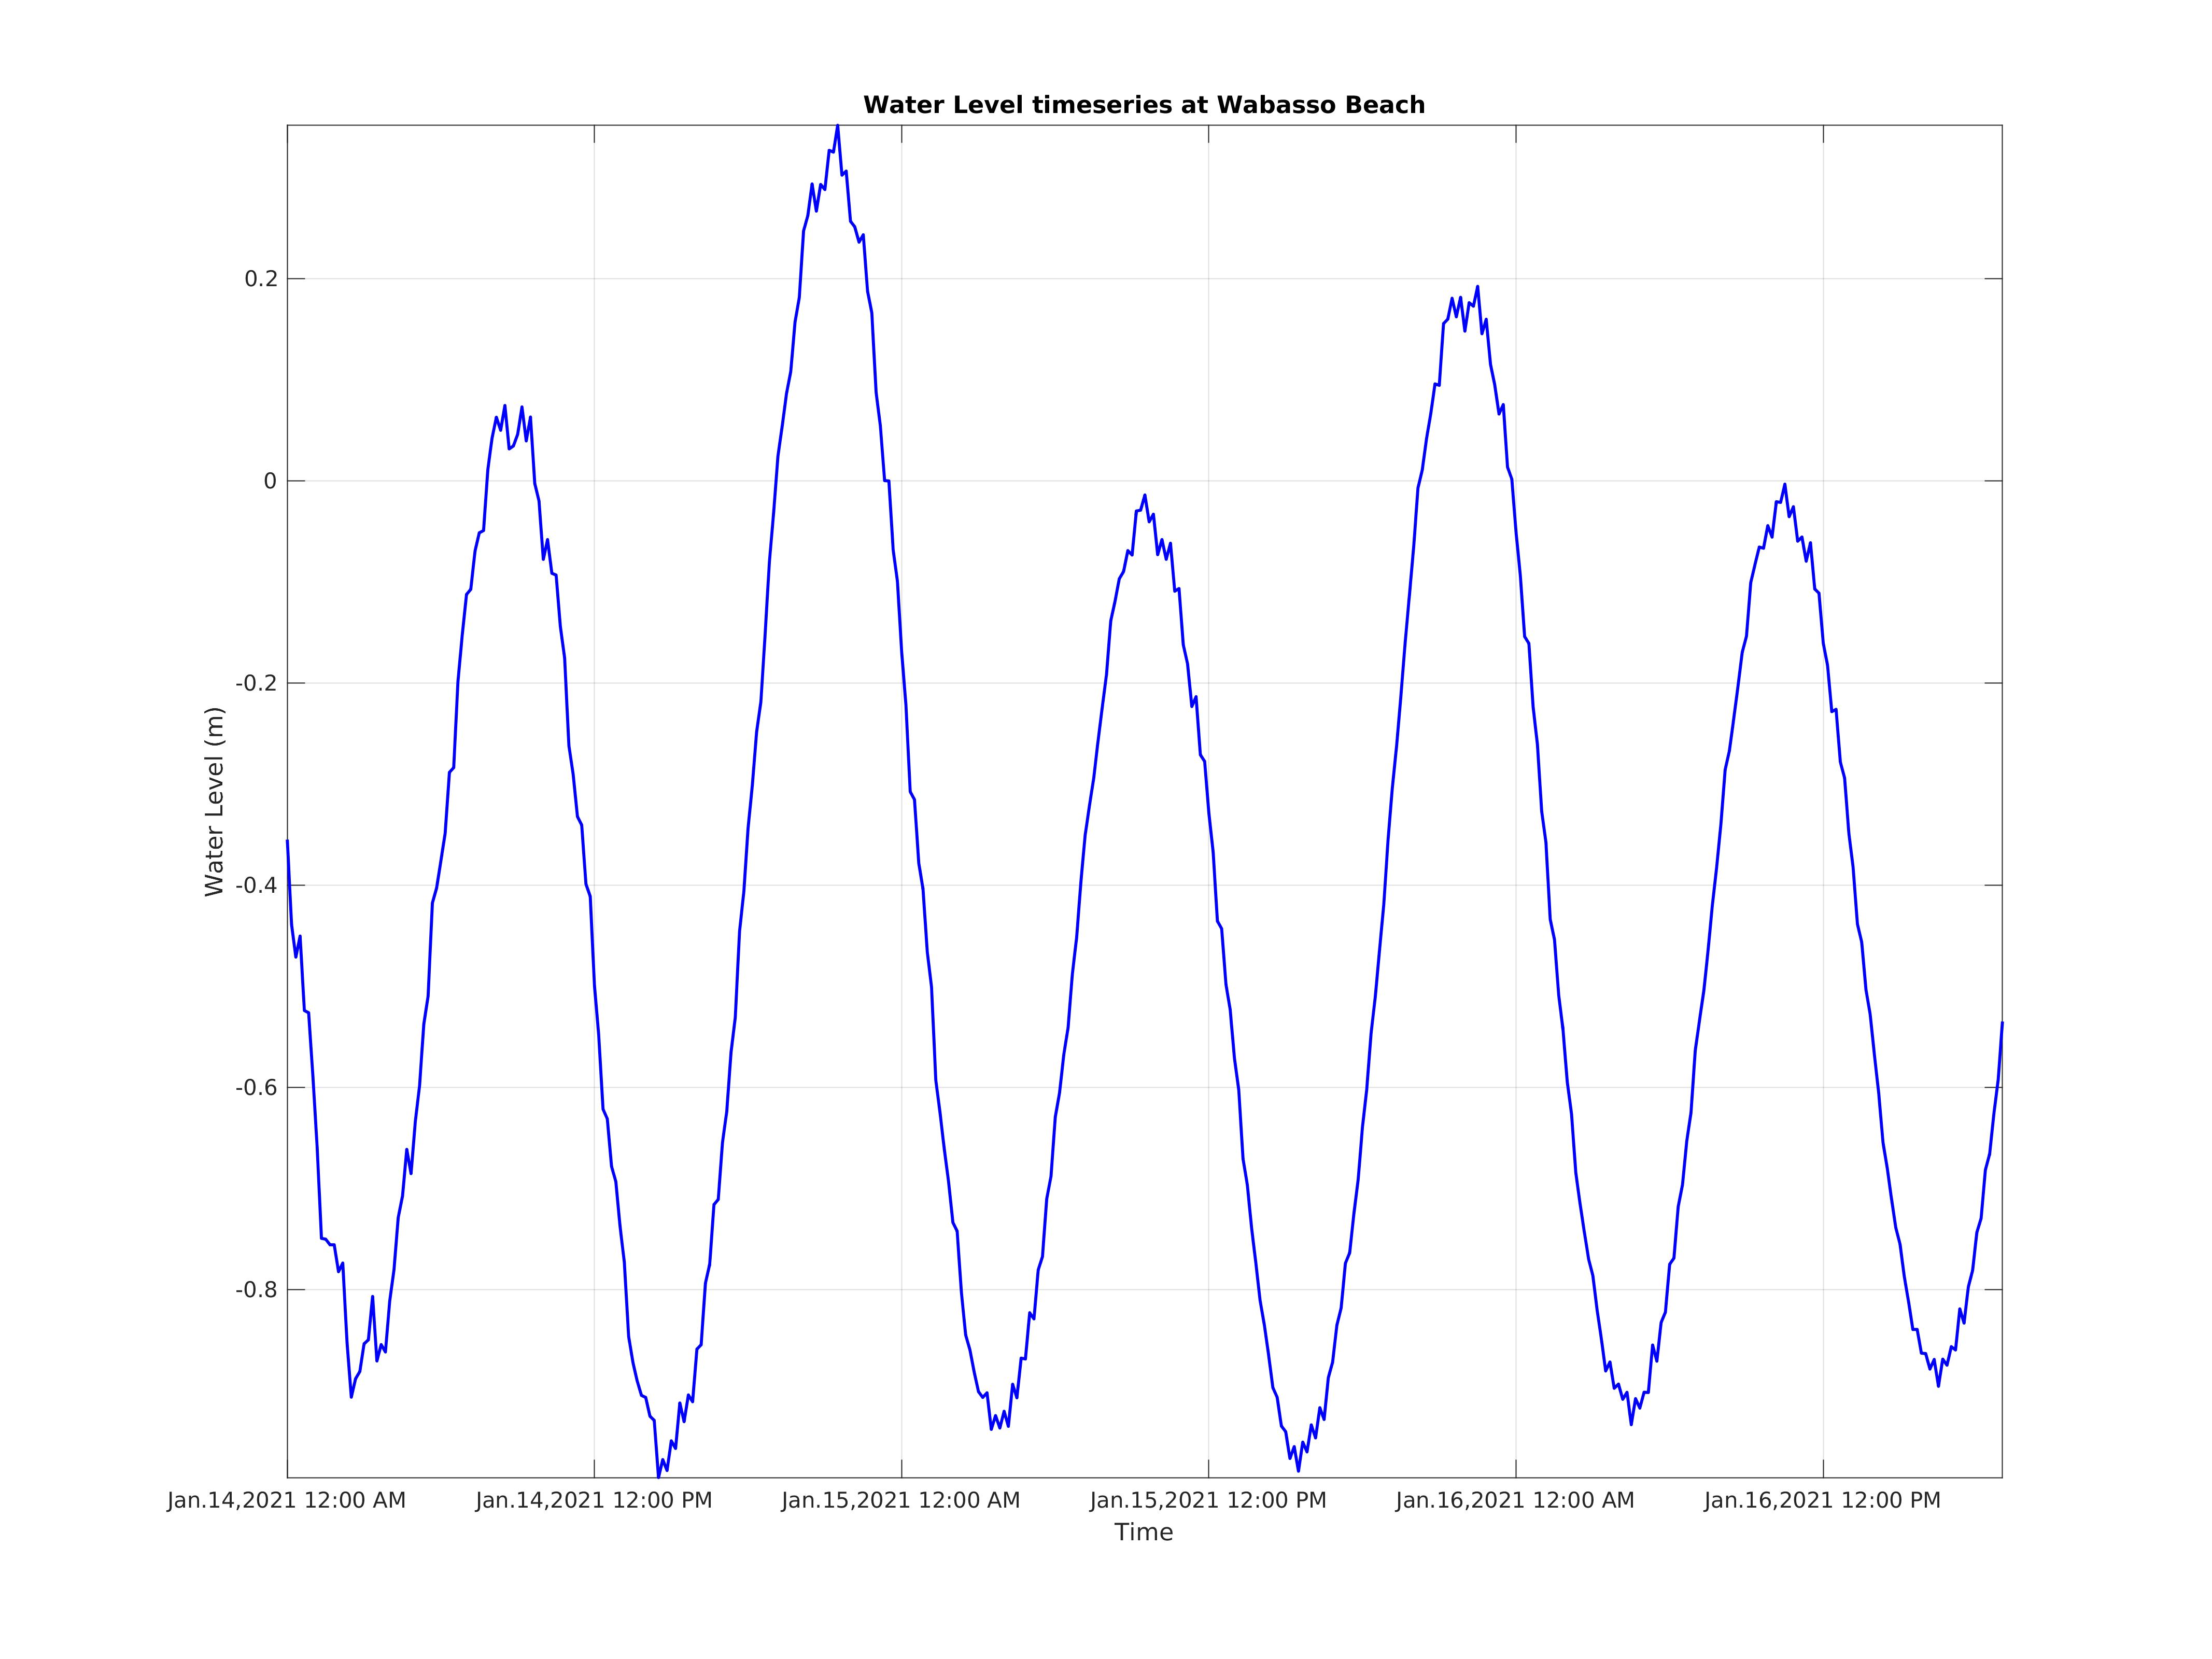 Water Level timeseries at Wabasso Beach
0.2
0
-0.2
-0.4
-0.6
-0.8
Water Level (m)
Jan.14,2021 12:00 AM
Jan.14,2021 12:00 PM
Jan.15,2021 12:00 AM
Jan.15,2021 12:00 PM
Jan.16,2021 12:00 AM
Jan.16,2021 12:00 PM
Time